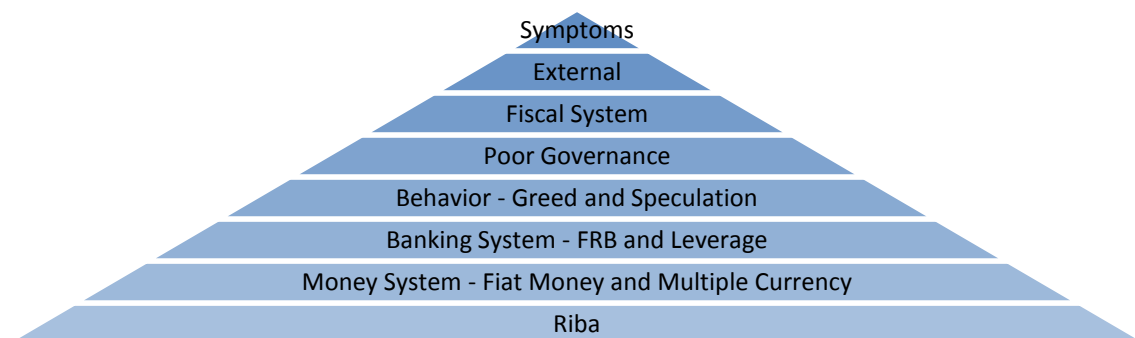 Symptoms
External
Fiscal System
Poor Governance
Behavior - Greed and Speculation
Banking System - FRB and Leverage
Money System - Fiat Money and Multiple Currency
Riba